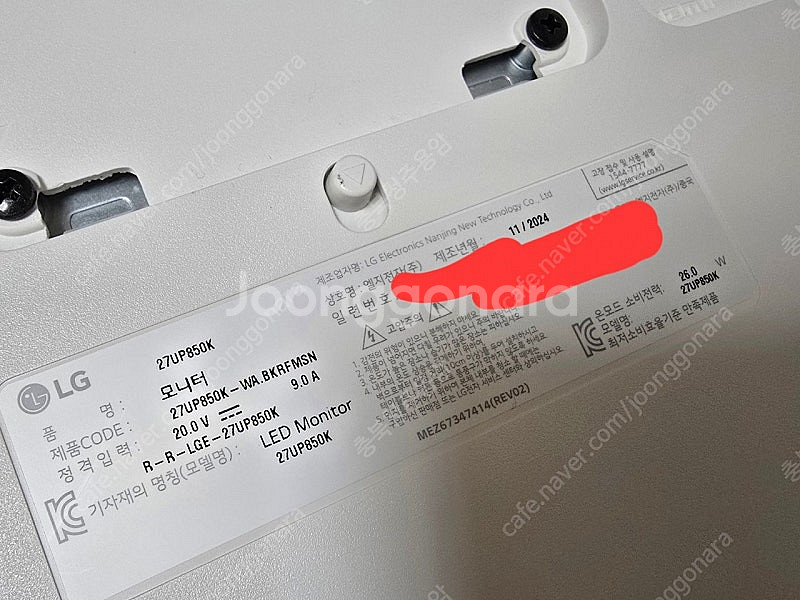 고장 접수 및 사용 설명
1544-7777
(www.lgservice.co.kr)
제조업자명: LG Electronics Nanjing New Technology Co., Ltd
상호명: 엘지전자(주) 제조년월: 11 / 2024
엘지전자(주)/중국
일련번호
고압주의
온모드 소비전력: 26.0 W
모델명: 27UP850K
최저소비효율기준 만족제품
MEZ67347414(REV02)
LG
27UP850K
품 명: 모니터
제품CODE: 27UP850K-WA.BKRFMSN
정격입력: 20.0 V 9.0 A
R-R-LGE-27UP850K
기자재의 명칭(모델명): LED Monitor
27UP850K
Joonggonara
cafe.naver.com/joonggonara